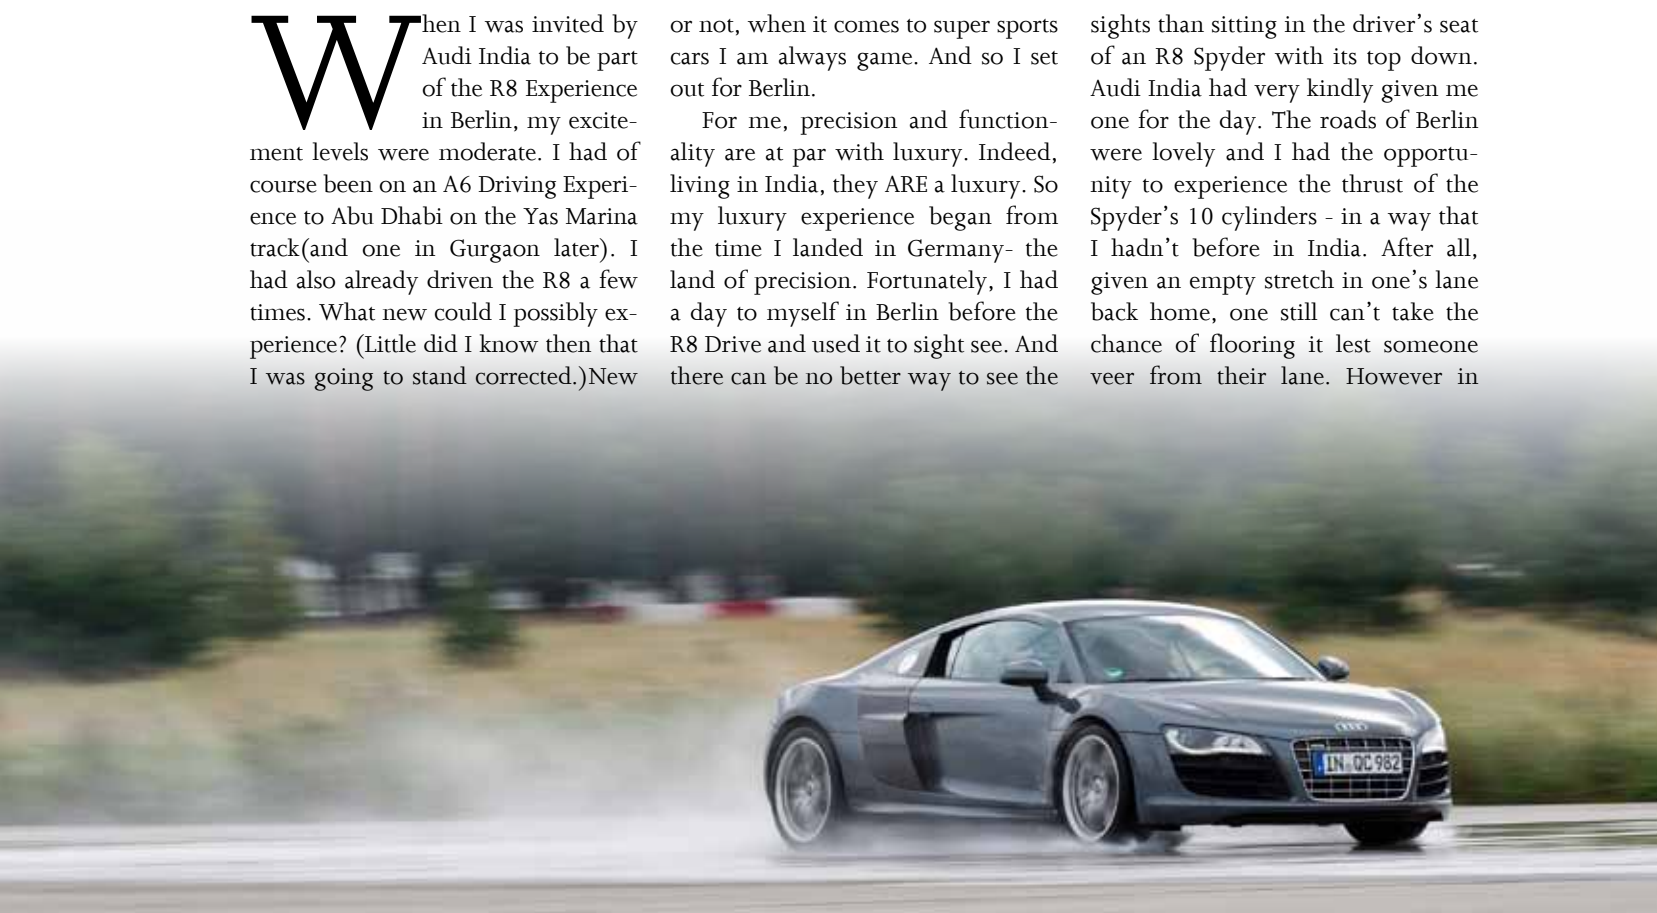 When I was invited by
Audi India to be part
of the R8 Experience
in Berlin, my excite-
ment levels were moderate. I had of
course been on an A6 Driving Experi-
ence to Abu Dhabi on the Yas Marina
track(and one in Gurgaon later). I
had also already driven the R8 a few
times. What new could I possibly ex-
perience? (Little did I know then that
I was going to stand corrected.)New
or not, when it comes to super sports
cars I am always game. And so I set
out for Berlin.
For me, precision and function-
ality are at par with luxury. Indeed,
living in India, they ARE a luxury. So
my luxury experience began from
the time I landed in Germany- the
land of precision. Fortunately, I had
a day to myself in Berlin before the
R8 Drive and used it to sight see. And
there can be no better way to see the
sights than sitting in the driver's seat
of an R8 Spyder with its top down.
Audi India had very kindly given me
one for the day. The roads of Berlin
were lovely and I had the opportu-
nity to experience the thrust of the
Spyder's 10 cylinders - in a way that
I hadn't before in India. After all,
given an empty stretch in one's lane
back home, one still can't take the
chance of flooring it lest someone
veer from their lane. However in
IN QC 982